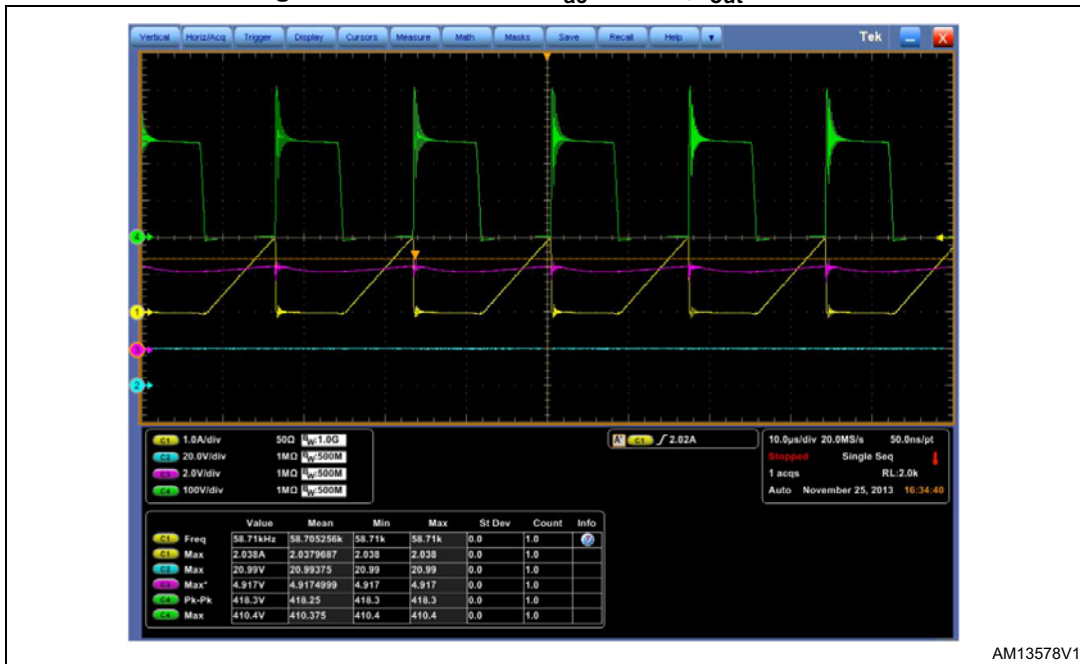 ac
out
Vertical Horiz/Acq Trigger Display Cursors Measure Math Masks Save Recall Help Tek X
4
1
3
2
C1 1.0A/div 50Ω BW:1.0G
C2 20.0V/div 1MΩ BW:500M
C3 2.0V/div 1MΩ BW:500M
C4 100V/div 1MΩ BW:500M
A' C1 2.02A
10.0µs/div 20.0MS/s 50.0ns/pt
Stopped Single Seq
1 acqs RL:2.0k
Auto November 25, 2013 16:34:40
Value Mean Min Max St Dev Count Info
C1 Freq 58.71kHz 58.705256k 58.71k 58.71k 0.0 1.0
C1 Max 2.038A 2.0379687 2.038 2.038 0.0 1.0
C2 Max 20.99V 20.99375 20.99 20.99 0.0 1.0
C3 Max* 4.917V 4.9174999 4.917 4.917 0.0 1.0
C4 Pk-Pk 418.3V 418.25 418.3 418.3 0.0 1.0
C4 Max 410.4V 410.375 410.4 410.4 0.0 1.0
AM13578V1